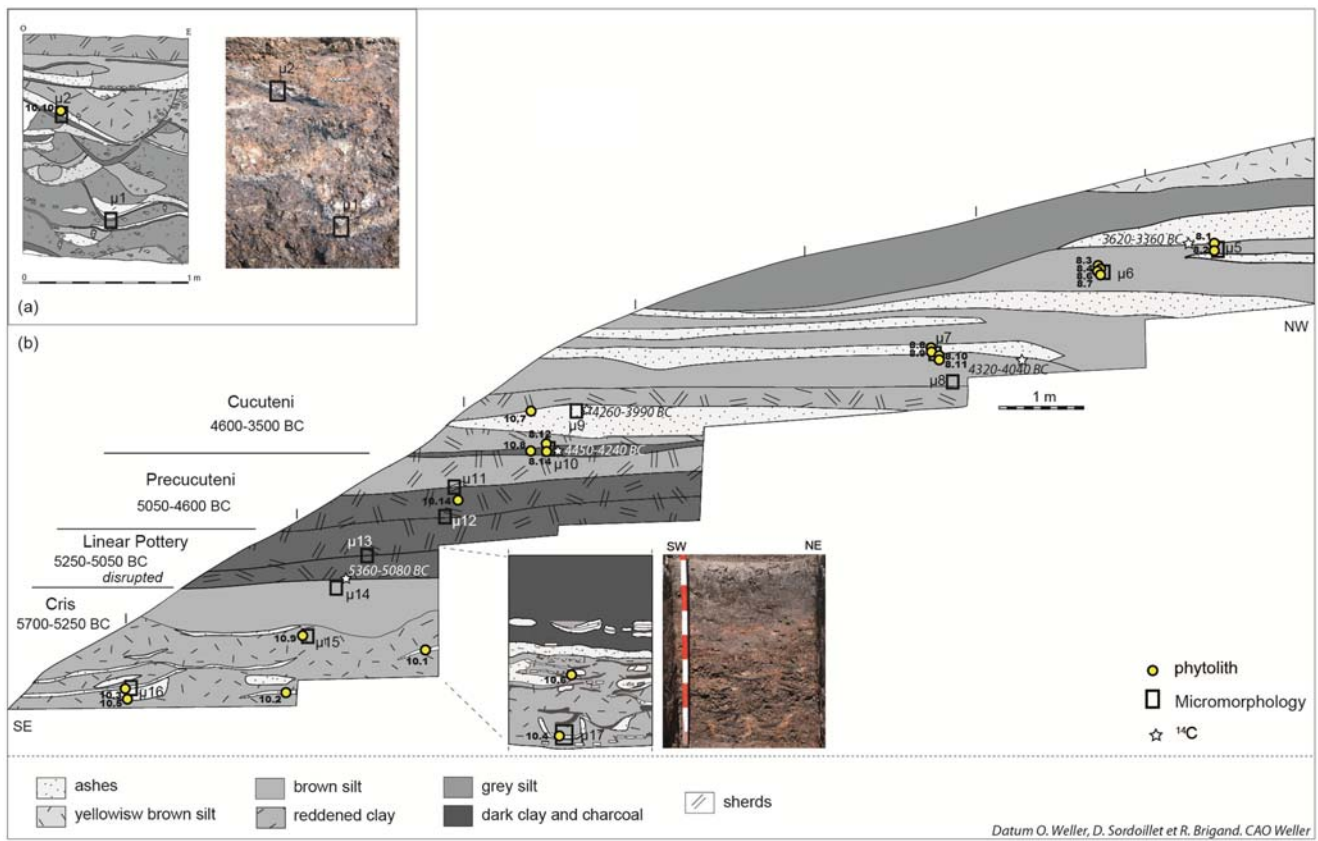 O E
μ2
10.10
μ1
0 1 m
μ2
μ1
(a)
(b)
NW
3620-3360 BC
8.1
8.2
μ5
8.3
8.4
8.6
8.7
μ6
8.8
μ7
8.9
8.10
8.11
4320-4040 BC
μ8
1 m
Cucuteni
4600-3500 BC
10.7
4260-3990 BC
μ9
8.12
10.8
4450-4240 BC
8.14
μ10
Precucuteni
5050-4600 BC
μ11
10.14
μ12
Linear Pottery
5250-5050 BC
disrupted
μ13
5360-5080 BC
μ14
Cris
5700-5250 BC
10.9
μ15
10.1
μ16
10.5
10.2
SE
SW NE
10.6
10.4
μ17
phytolith
Micromorphology
14C
ashes
brown silt
grey silt
sherds
yellowisw brown silt
reddened clay
dark clay and charcoal
Datum O. Weller, D. Sordoillet et R. Brigand. CAO Weller